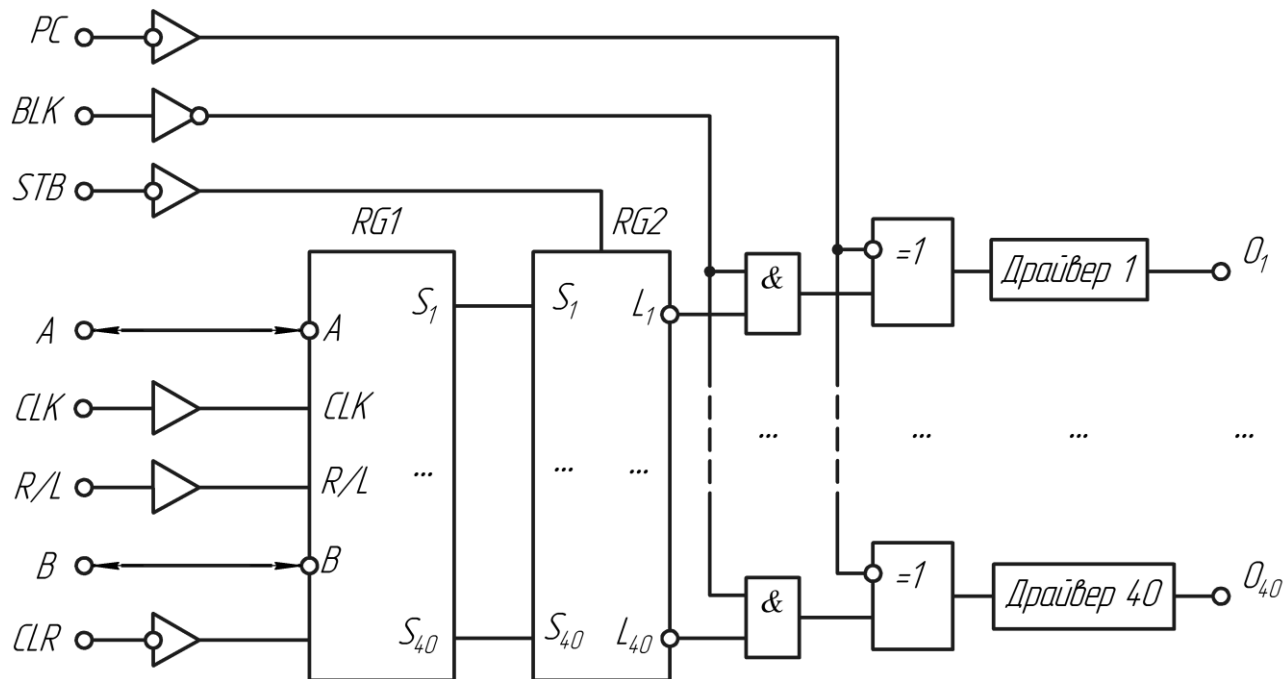 PC
BLK
STB
RG1
RG2
=1
Драйвер 1
O1
&
S1
S1
L1
A
A
CLK
CLK
...
...
...
...
R/L
R/L
...
...
...
B
B
=1
Драйвер 40
O40
&
CLR
S40
S40
L40